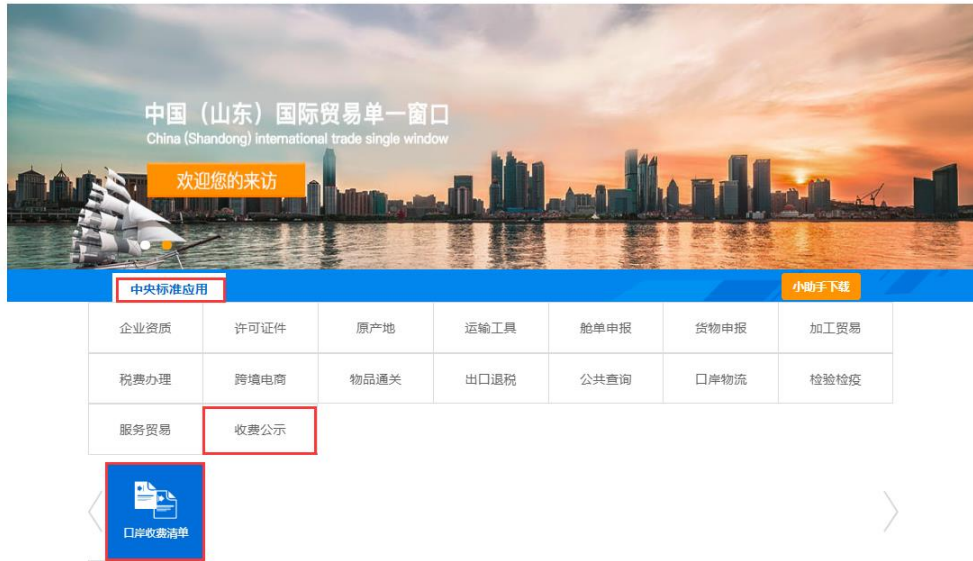 中国（山东）国际贸易单一窗口
China (Shandong) international trade single window
欢迎您的来访
中央标准应用
小助手下载
企业资质 许可证件 原产地 运输工具 舱单申报 货物申报 加工贸易
税费办理 跨境电商 物品通关 出口退税 公共查询 口岸物流 检验检疫
服务贸易 收费公示
口岸收费清单